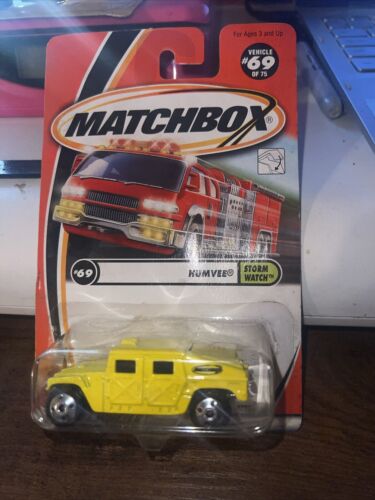 For Ages 3 and Up
VEHICLE
#69
OF 75
MATCHBOX®
#69
HUMVEE®
STORM
WATCH™